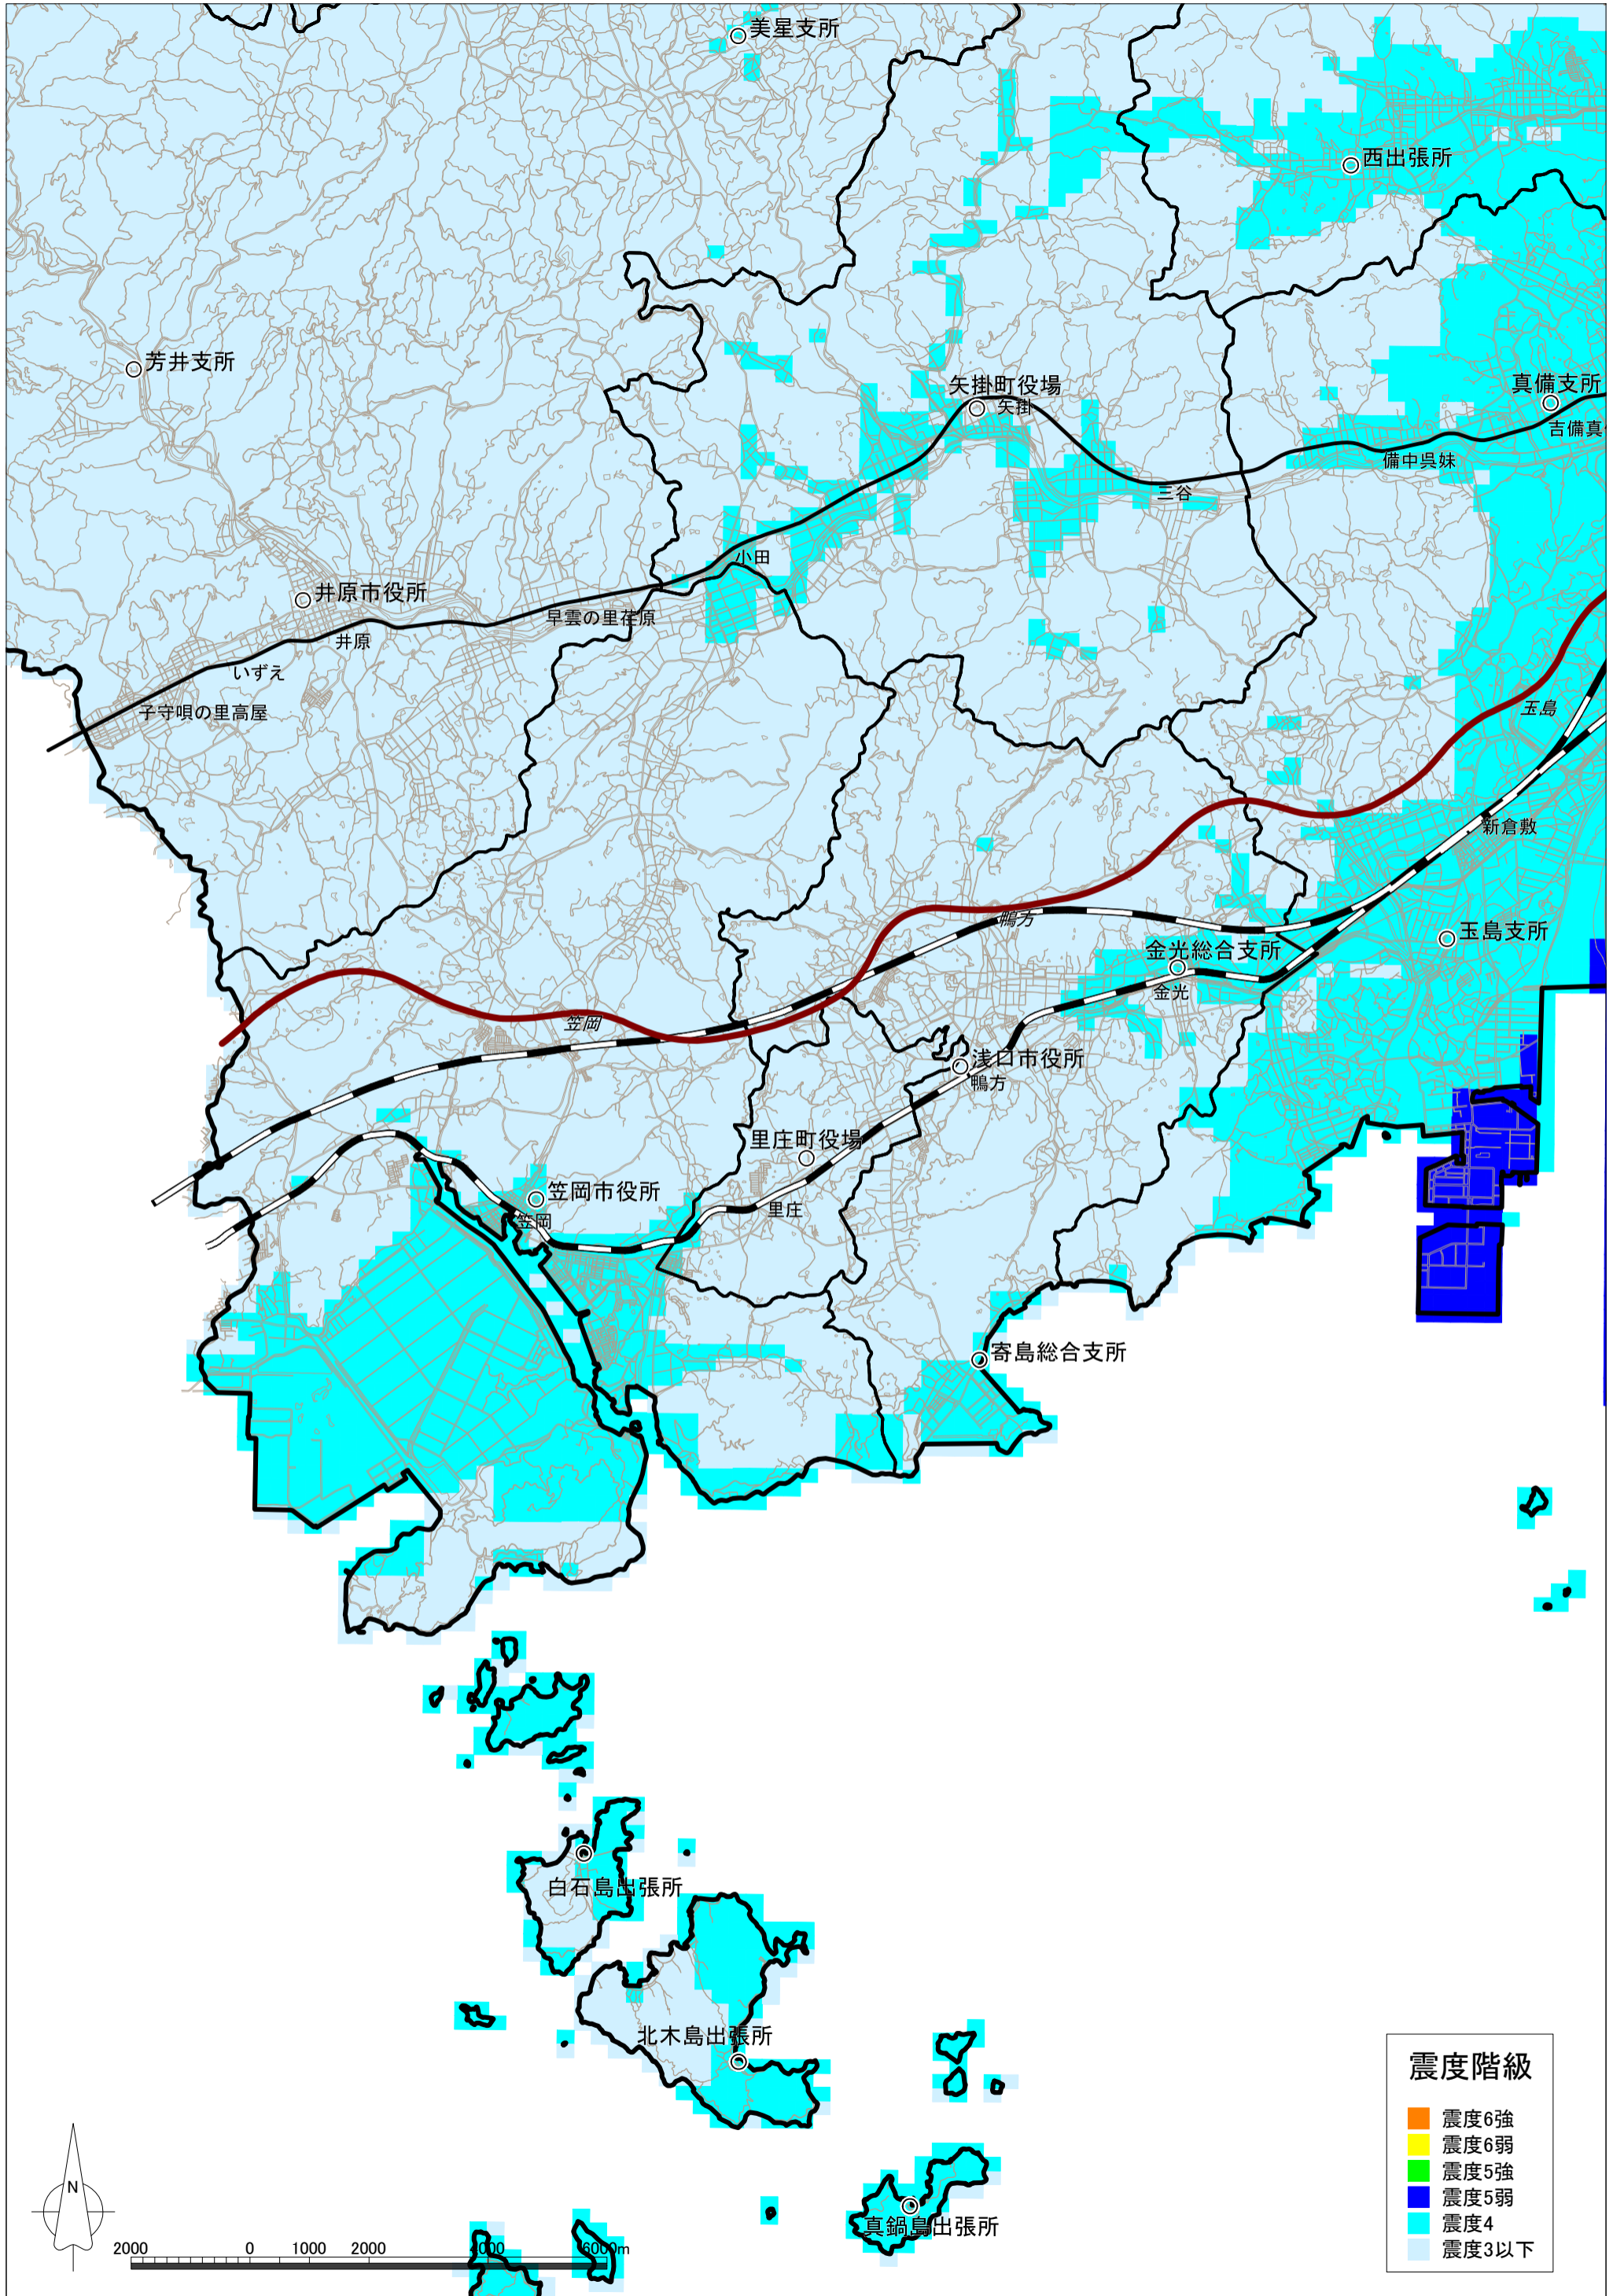 美星支所
西出張所
芳井支所
矢掛町役場
矢掛
真備支所
吉備真
備中呉妹
三谷
小田
井原市役所
早雲の里荏原
井原
いずえ
子守唄の里高屋
玉島
新倉敷
鴨方
玉島支所
金光総合支所
金光
笠岡
浅口市役所
鴨方
里庄町役場
笠岡市役所
里庄
笠岡
寄島総合支所
白石島出張所
北木島出張所
真鍋島出張所
N
2000 0 1000 2000 4000 6000m
震度階級
震度6強
震度6弱
震度5強
震度5弱
震度4
震度3以下